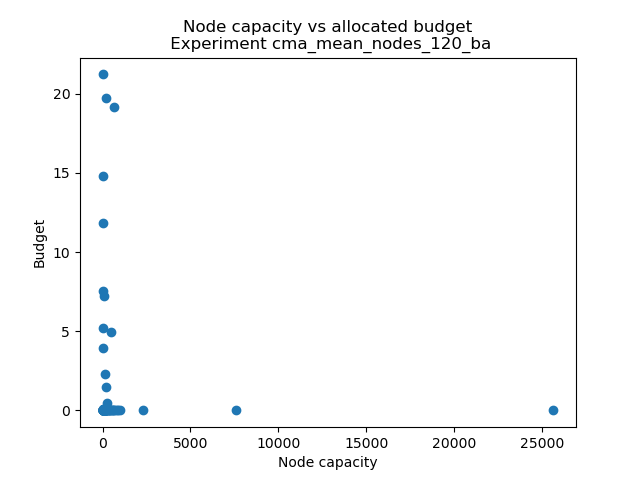 Node capacity vs allocated budget
Experiment cma_mean_nodes_120_ba
20
15
10
5
0
Budget
0 5000 10000 15000 20000 25000
Node capacity